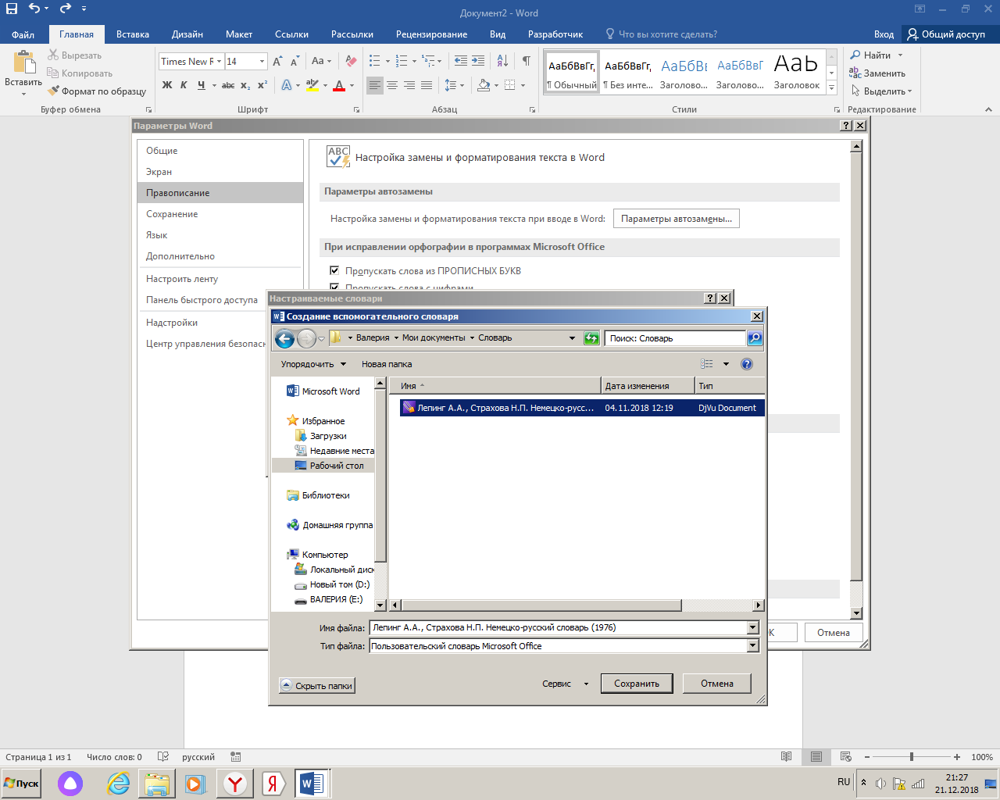 Документ2 - Word
Файл Главная Вставка Дизайн Макет Ссылки Рассылки Рецензирование Вид Разработчик Что вы хотите сделать? Вход Общий доступ
Вставить
Вырезать
Копировать
Формат по образцу
Буфер обмена
Times New R 14 Aa
Ж К Ч abc x₂ x² A aby A
Шрифт
Абзац
АаБбВвГг, АаБбВвГг, АаБбВв АаБбВвГ Аab
¶ Обычный ¶ Без инте... Заголово... Заголово... Заголовок
Стили
Найти
Заменить
Выделить
Редактирование
Параметры Word
Общие
Экран
Правописание
Сохранение
Язык
Дополнительно
Настроить ленту
Панель быстрого доступа
Надстройки
Центр управления безопасн
ABC
Настройка замены и форматирования текста в Word
Параметры автозамены
Настройка замены и форматирования текста при вводе в Word: Параметры автозамены...
При исправлении орфографии в программах Microsoft Office
Пропускать слова из ПРОПИСНЫХ БУКВ
Пропускать слова с цифрами
Настраиваемые словари
Создание вспомогательного словаря
Валерия Мои документы Словарь Поиск: Словарь
Упорядочить Новая папка
Microsoft Word
Избранное
Загрузки
Недавние места
Рабочий стол
Библиотеки
Домашняя группа
Компьютер
Локальный диск
Новый том (D:)
ВАЛЕРИЯ (E:)
Имя Дата изменения Тип
Лепинг А.А., Страхова Н.П. Немецко-русс... 04.11.2018 12:19 DjVu Document
Имя файла: Лепинг А.А., Страхова Н.П. Немецко-русский словарь (1976)
Тип файла: Пользовательский словарь Microsoft Office
Скрыть папки Сервис Сохранить Отмена
ОК Отмена
Страница 1 из 1 Число слов: 0 русский 100%
Пуск RU 21:27
21.12.2018